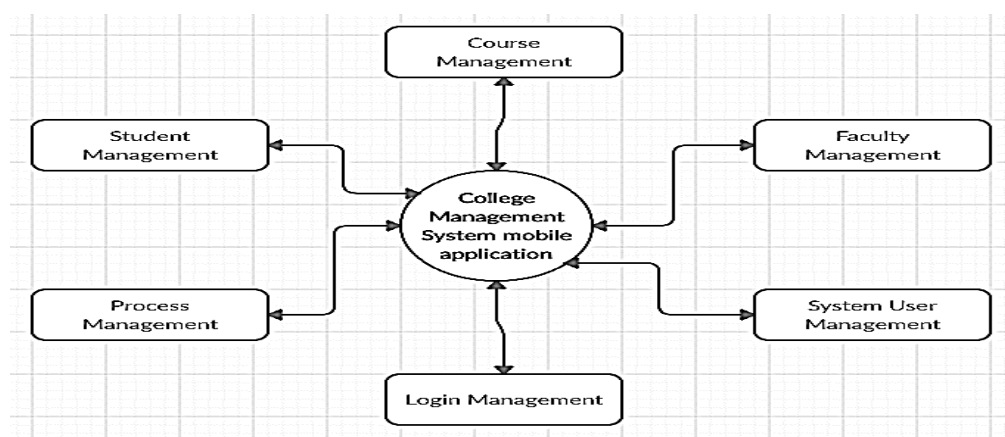 Course
Management
Student
Management
Faculty
Management
College
Management
System mobile
application
Process
Management
System User
Management
Login Management